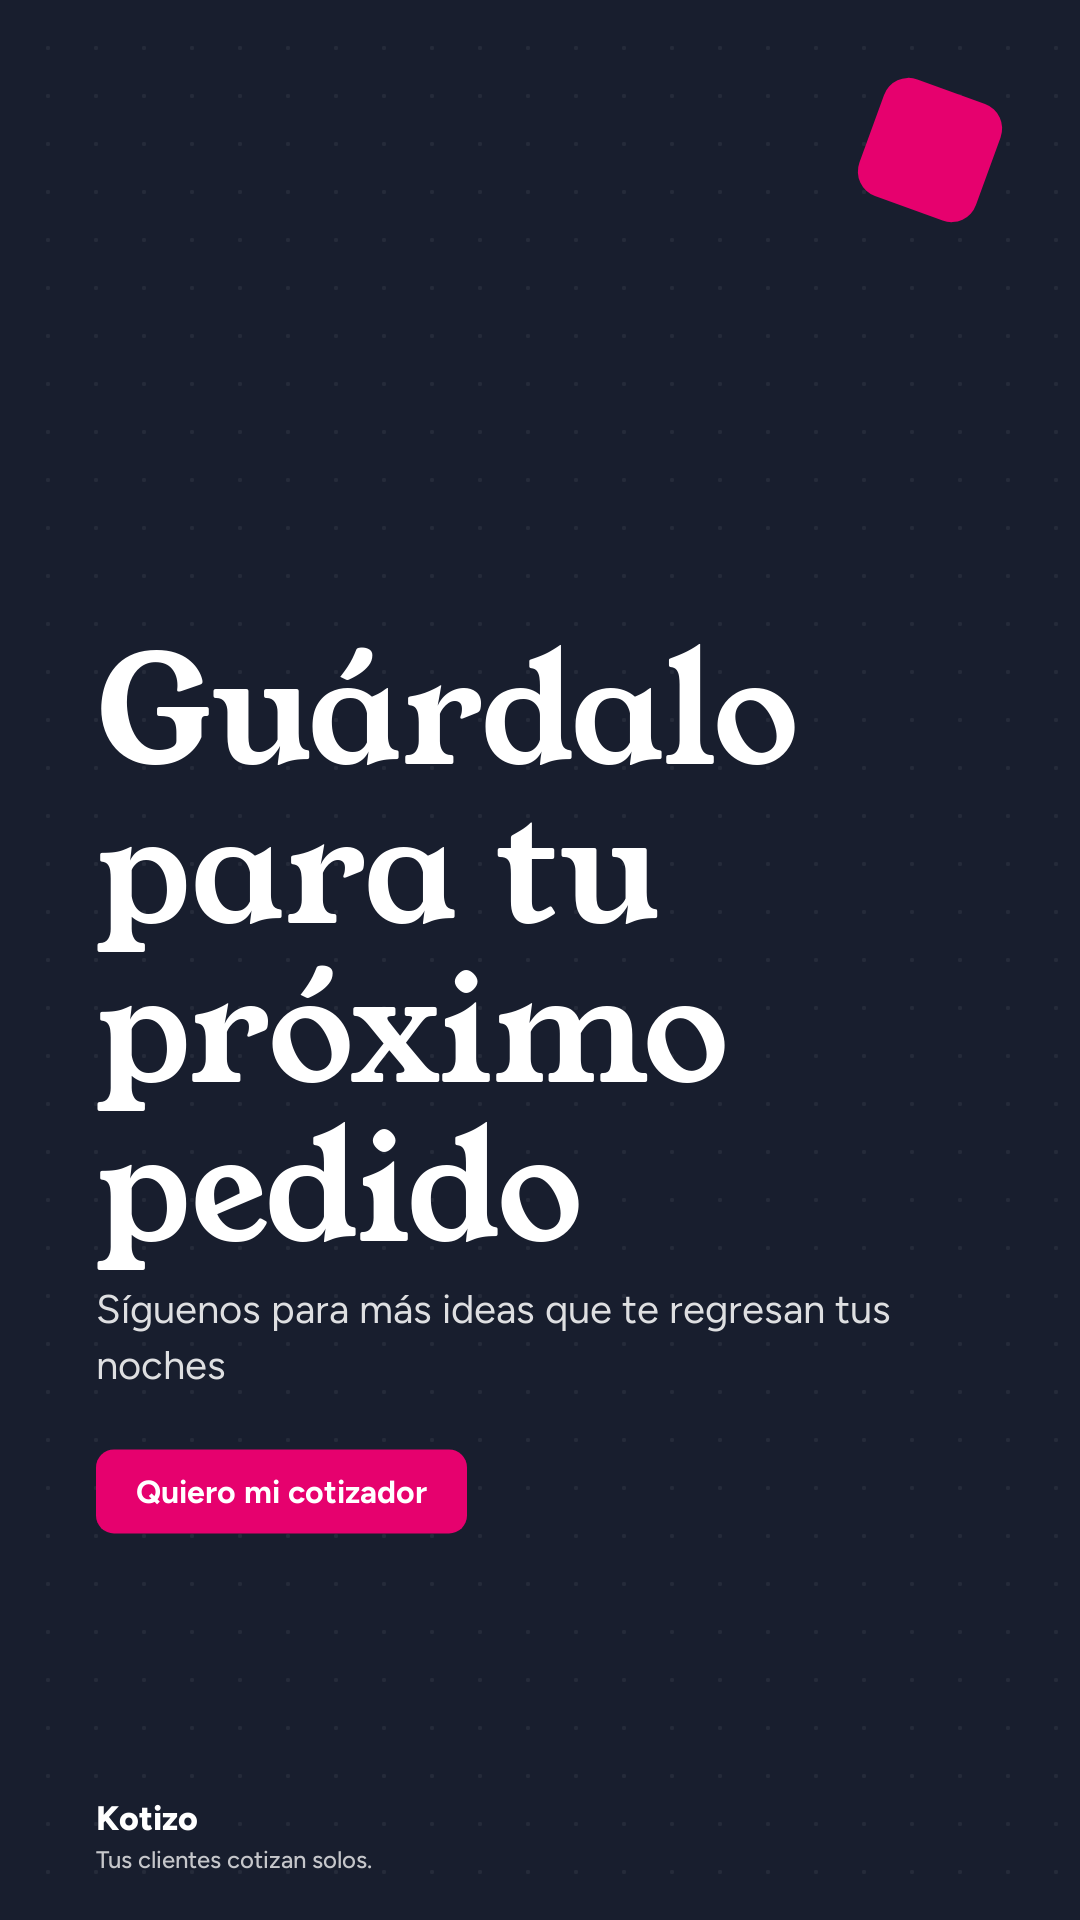 Guárdalo
para tu
próximo
pedido
Síguenos para más ideas que te regresan tus
noches
Quiero mi cotizador
Kotizo
Tus clientes cotizan solos.